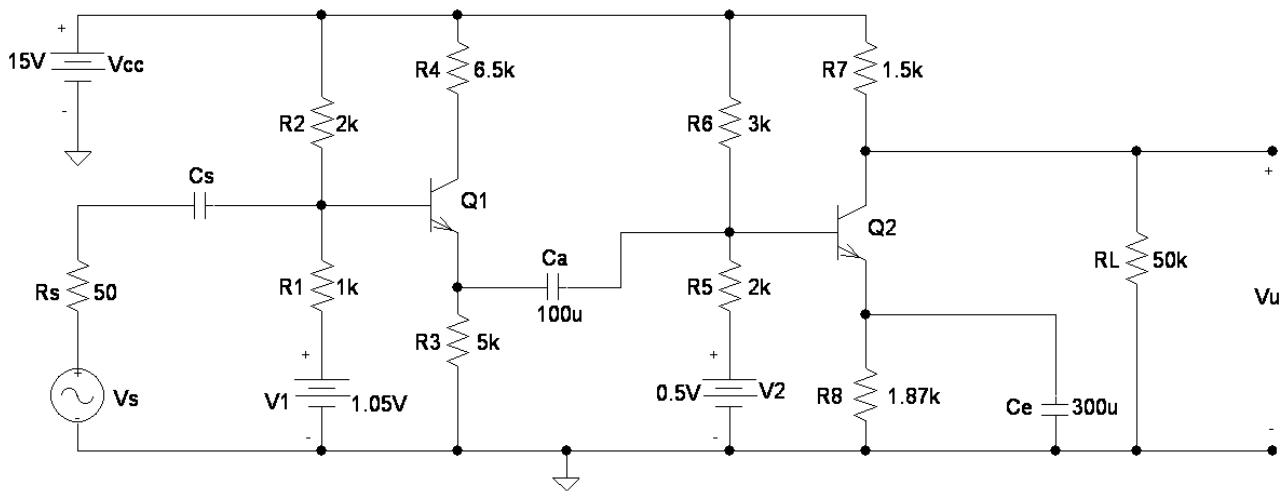 +
15V
Vcc
-
R4
6.5k
R7
1.5k
R2
2k
R6
3k
Cs
Q1
Q2
+
Rs
50
R1
1k
Ca
100u
R5
2k
RL
50k
Vu
R3
5k
+
Vs
-
+
V1
1.05V
-
+
0.5V
V2
-
R8
1.87k
Ce
300u
-